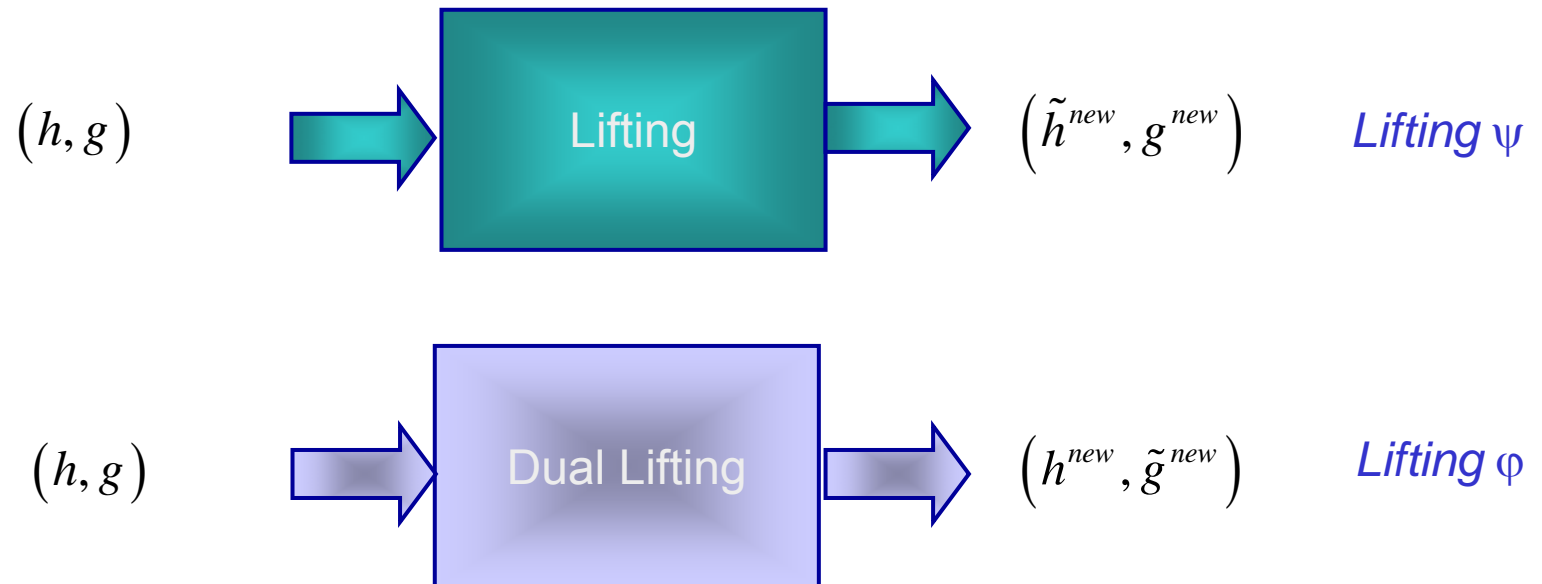 (h, g) Lifting (h̃^new, g^new) Lifting ψ
(h, g) Dual Lifting (h^new, g̃^new) Lifting φ